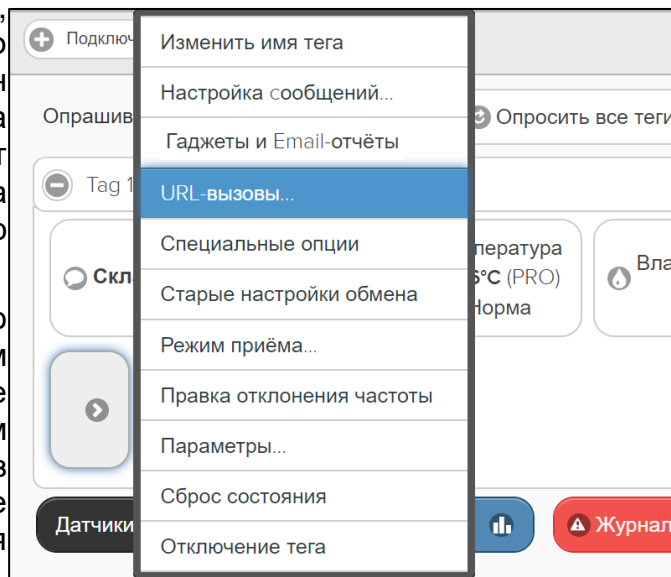 Подключ
Изменить имя тега
Настройка сообщений...
Опрашив
Опросить все теги
Гаджеты и Email-отчёты
Tag 1
URL-вызовы...
Специальные опции
пература
Вла
Скл
°C (PRO)
Старые настройки обмена
Норма
Режим приёма...
Правка отклонения частоты
Параметры...
Сброс состояния
Датчики
Журнал
Отключение тега